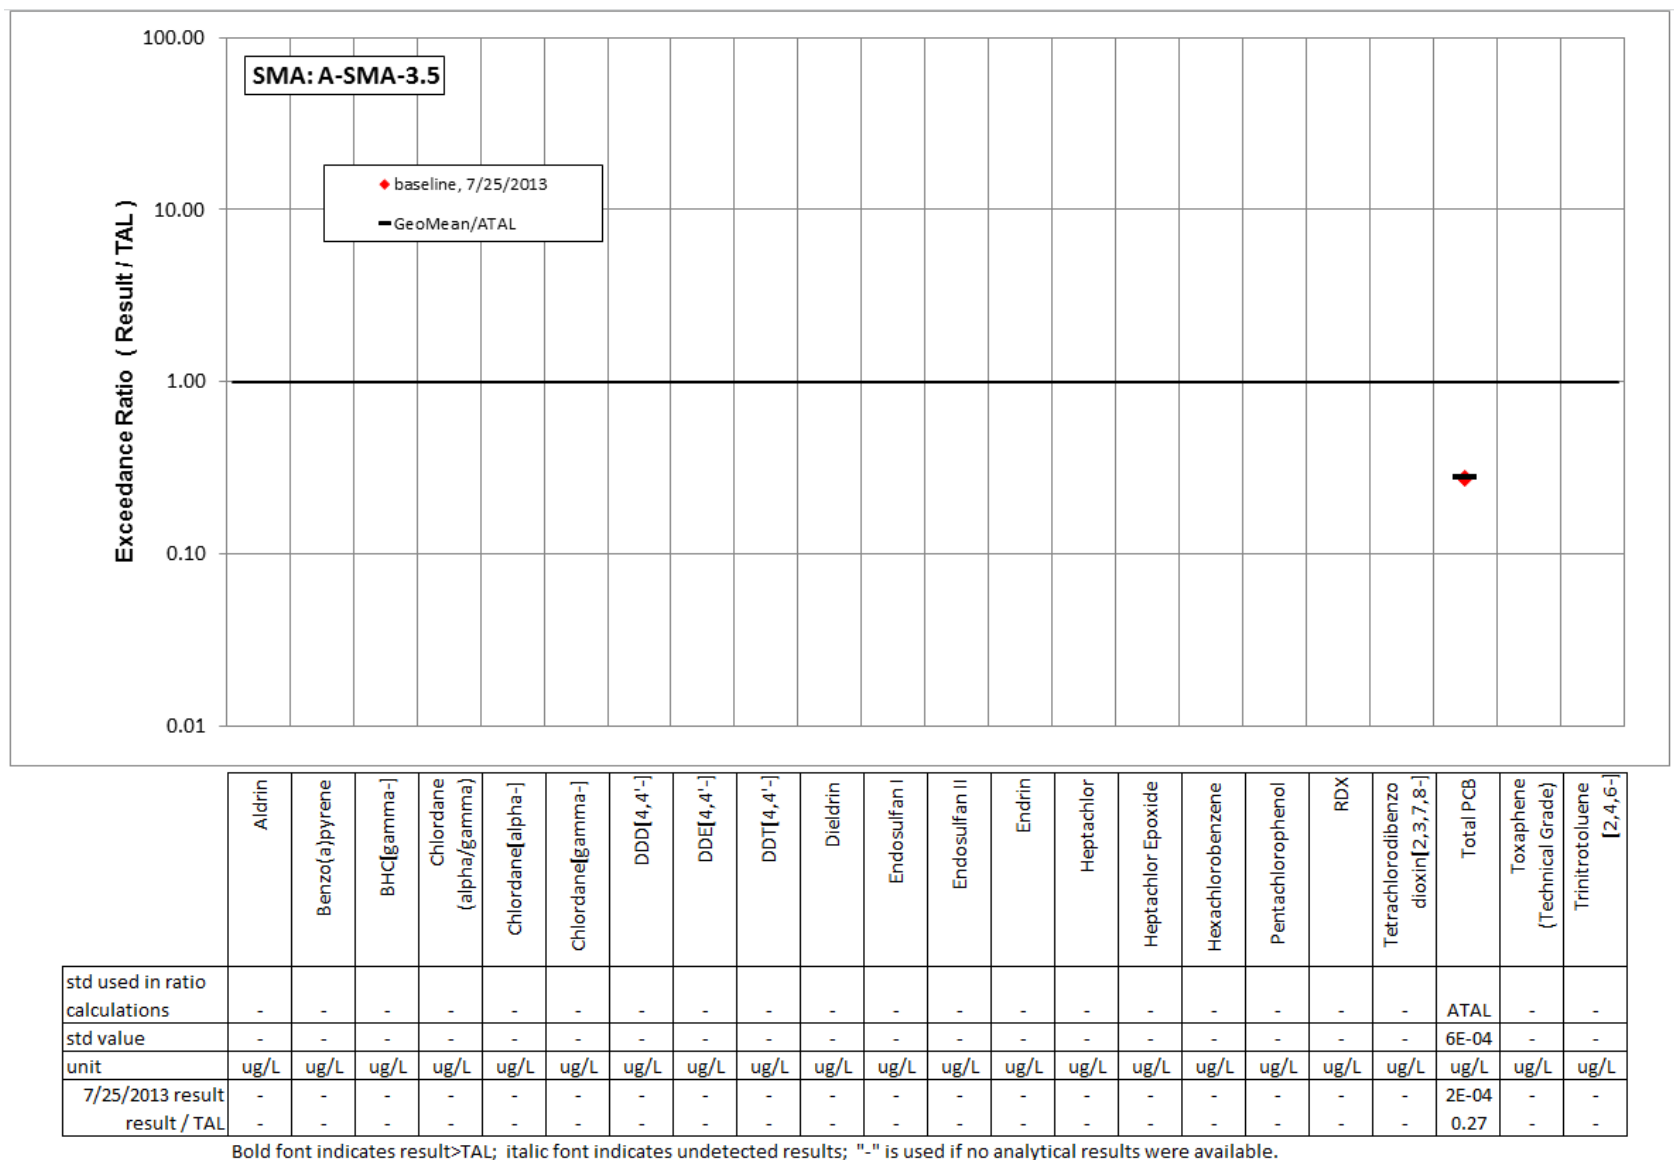 100.00
SMA: A-SMA-3.5
baseline, 7/25/2013
10.00
GeoMean/ATAL
Exceedance Ratio ( Result / TAL )
1.00
0.10
0.01
Aldrin
Benzo(a)pyrene
BHC[gamma-]
Chlordane
(alpha/gamma)
Chlordane[alpha-]
Chlordane[gamma-]
DDD[4,4'-]
DDE[4,4'-]
DDT[4,4'-]
Dieldrin
Endosulfan I
Endosulfan II
Endrin
Heptachlor
Heptachlor Epoxide
Hexachlorobenzene
Pentachlorophenol
RDX
Tetrachlorodibenzo
dioxin[2,3,7,8-]
Total PCB
Toxaphene
(Technical Grade)
Trinitrotoluene
[2,4,6-]
std used in ratio
calculations - - - - - - - - - - - - - - - - - - - ATAL - -
std value - - - - - - - - - - - - - - - - - - - 6E-04 - -
unit ug/L ug/L ug/L ug/L ug/L ug/L ug/L ug/L ug/L ug/L ug/L ug/L ug/L ug/L ug/L ug/L ug/L ug/L ug/L ug/L ug/L ug/L
7/25/2013 result - - - - - - - - - - - - - - - - - - - 2E-04 - -
result / TAL - - - - - - - - - - - - - - - - - - - 0.27 - -
Bold font indicates result>TAL; italic font indicates undetected results; "-" is used if no analytical results were available.